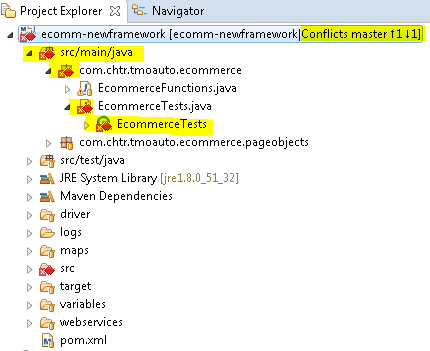 Project Explorer Navigator
ecomm-newframework [ecomm-newframework|Conflicts master ↑1↓1]
src/main/java
com.chtr.tmoauto.ecommerce
EcommerceFunctions.java
EcommerceTests.java
EcommerceTests
com.chtr.tmoauto.ecommerce.pageobjects
src/test/java
JRE System Library [jre1.8.0_51_32]
Maven Dependencies
driver
logs
maps
src
target
variables
webservices
pom.xml